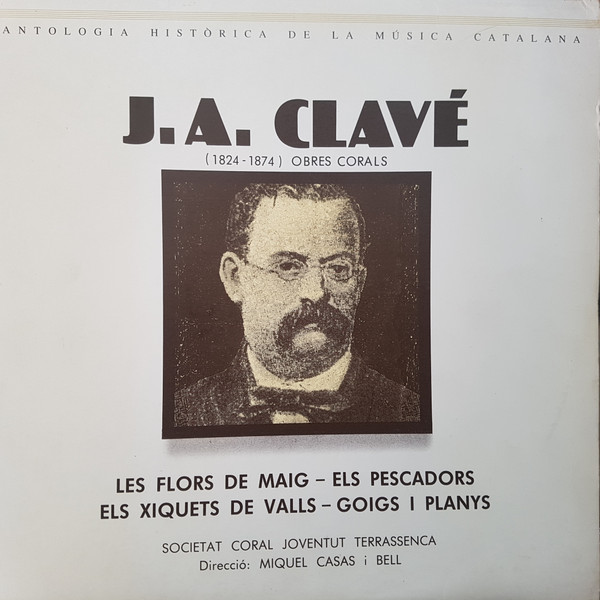 ANTOLOGIA HISTÒRICA DE LA MÚSICA CATALANA
J.A. CLAVÉ
(1824-1874) OBRES CORALS
LES FLORS DE MAIG – ELS PESCADORS
ELS XIQUETS DE VALLS – GOIGS I PLANYS
SOCIETAT CORAL JOVENTUT TERRASSENCA
Direcció: MIQUEL CASAS i BELL